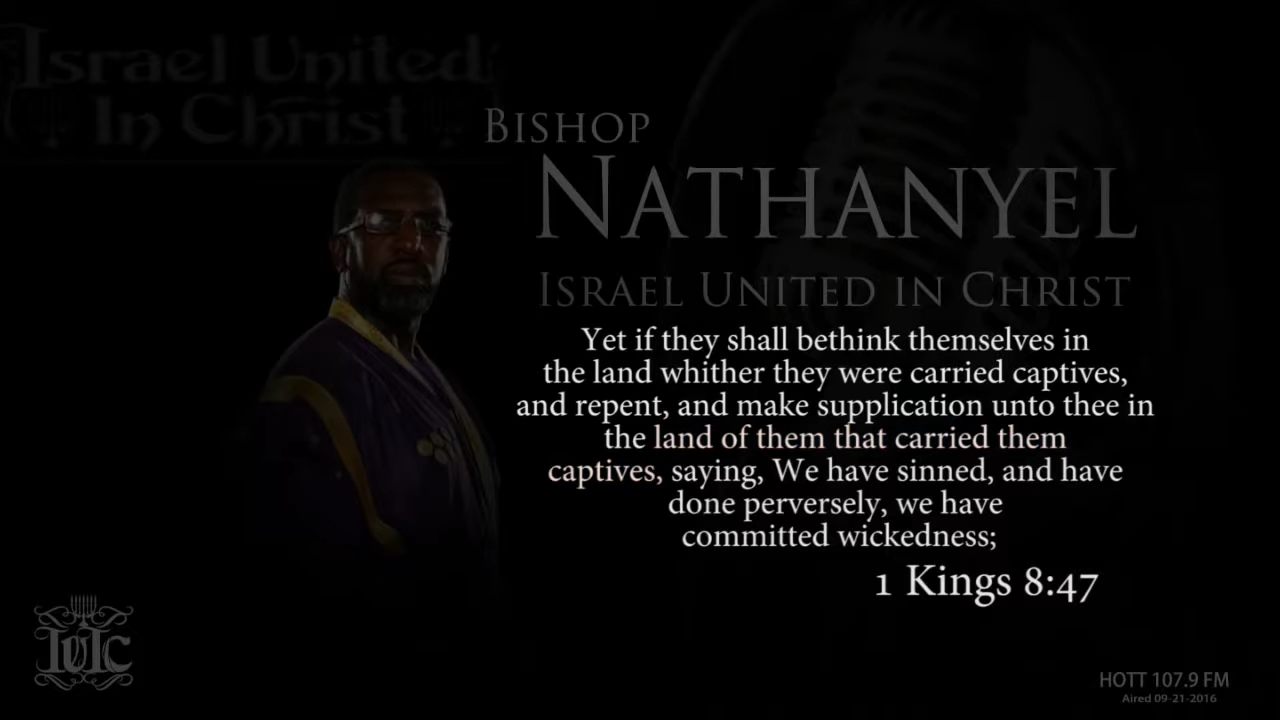 Israel United
In Christ
BISHOP
NATHANYEL
ISRAEL UNITED IN CHRIST
Yet if they shall bethink themselves in
the land whither they were carried captives,
and repent, and make supplication unto thee in
the land of them that carried them
captives, saying, We have sinned, and have
done perversely, we have
committed wickedness;
1 Kings 8:47
IUIC
HOTT 107.9 FM
Aired 09-21-2016